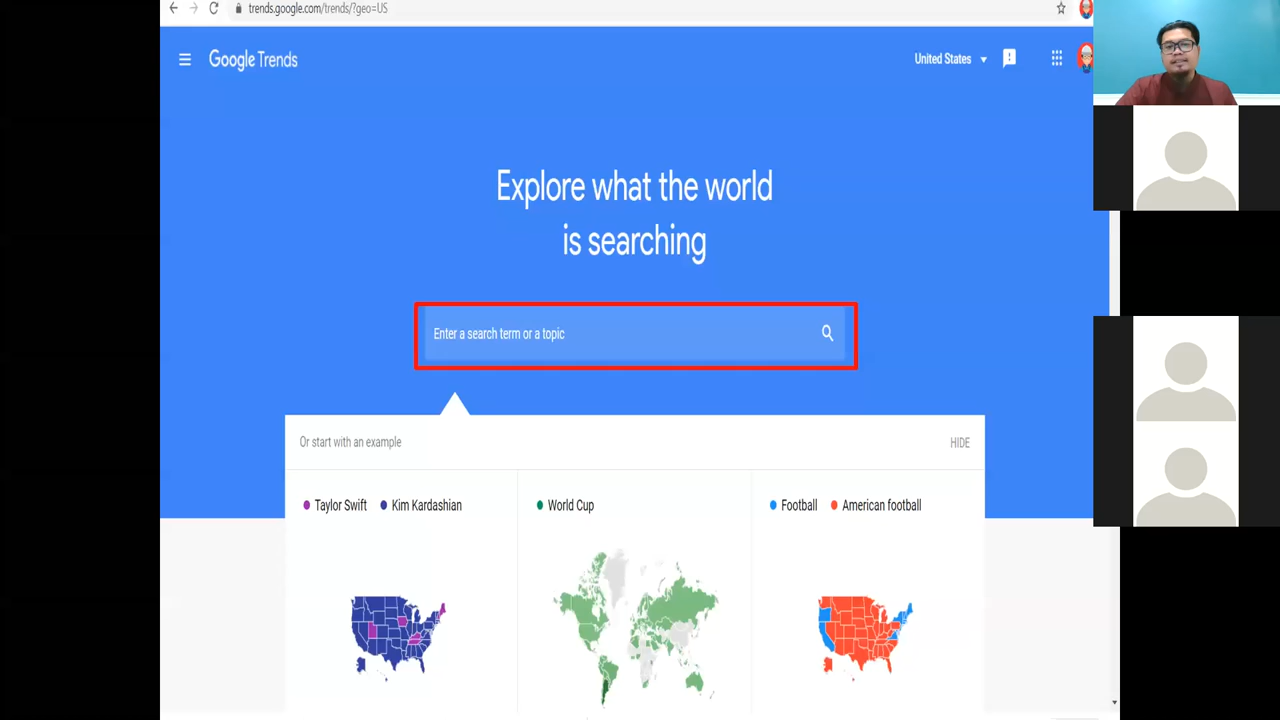 trends.google.com/trends/?geo=US
Google Trends
United States
Explore what the world
is searching
Enter a search term or a topic
Or start with an example
HIDE
Taylor Swift Kim Kardashian
World Cup
Football American football